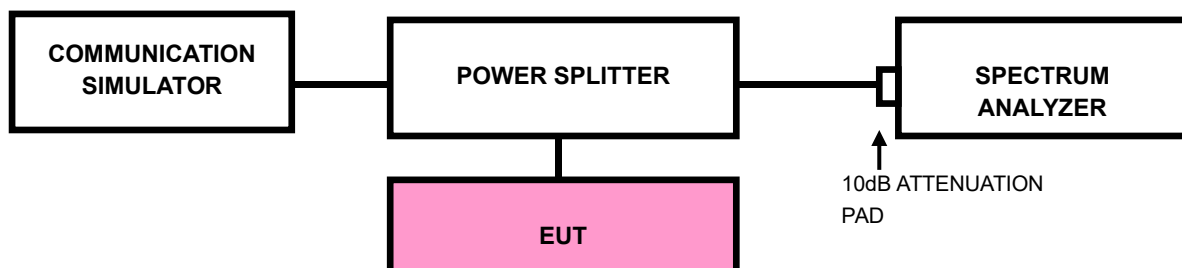 COMMUNICATION
SIMULATOR
POWER SPLITTER
SPECTRUM
ANALYZER
10dB ATTENUATION
PAD
EUT